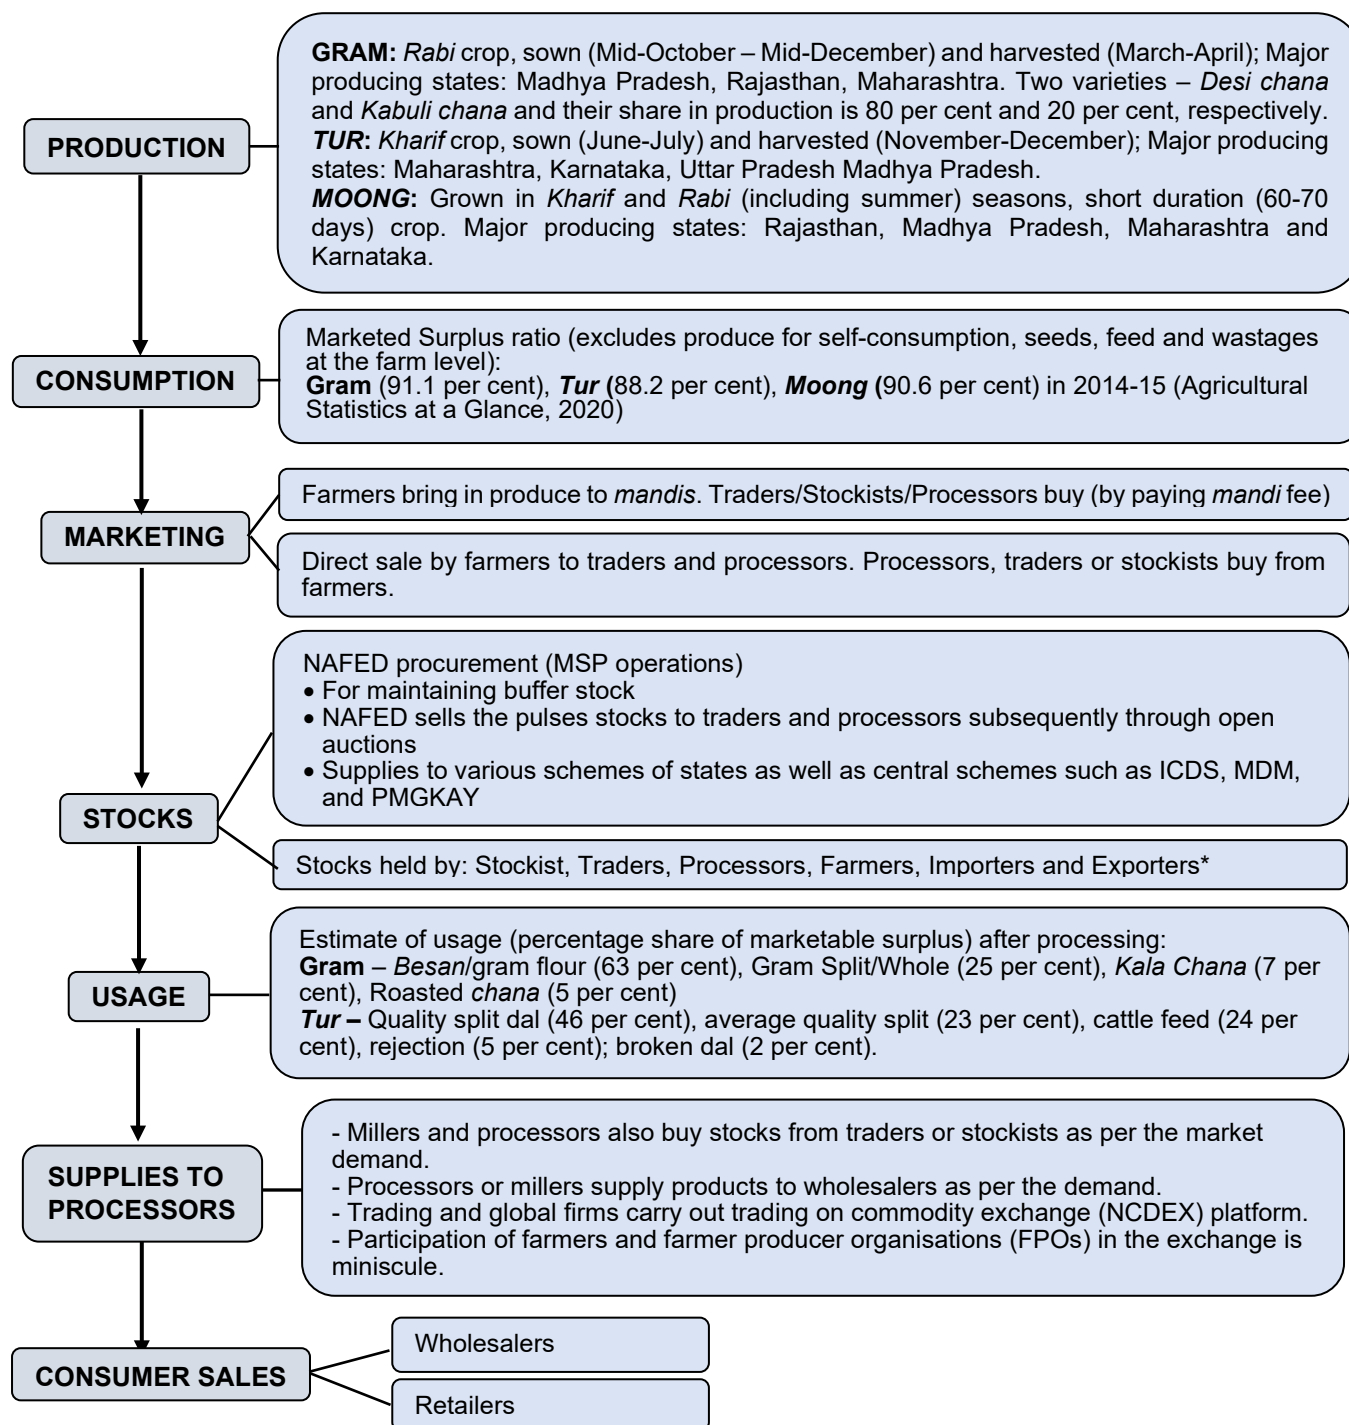 GRAM: Rabi crop, sown (Mid-October – Mid-December) and harvested (March-April); Major
producing states: Madhya Pradesh, Rajasthan, Maharashtra. Two varieties – Desi chana
and Kabuli chana and their share in production is 80 per cent and 20 per cent, respectively.
TUR: Kharif crop, sown (June-July) and harvested (November-December); Major producing
states: Maharashtra, Karnataka, Uttar Pradesh Madhya Pradesh.
MOONG: Grown in Kharif and Rabi (including summer) seasons, short duration (60-70
days) crop. Major producing states: Rajasthan, Madhya Pradesh, Maharashtra and
Karnataka.
PRODUCTION
Marketed Surplus ratio (excludes produce for self-consumption, seeds, feed and wastages
at the farm level):
Gram (91.1 per cent), Tur (88.2 per cent), Moong (90.6 per cent) in 2014-15 (Agricultural
Statistics at a Glance, 2020)
CONSUMPTION
Farmers bring in produce to mandis. Traders/Stockists/Processors buy (by paying mandi fee)
MARKETING
Direct sale by farmers to traders and processors. Processors, traders or stockists buy from
farmers.
NAFED procurement (MSP operations)
• For maintaining buffer stock
• NAFED sells the pulses stocks to traders and processors subsequently through open
auctions
• Supplies to various schemes of states as well as central schemes such as ICDS, MDM,
and PMGKAY
STOCKS
Stocks held by: Stockist, Traders, Processors, Farmers, Importers and Exporters*
Estimate of usage (percentage share of marketable surplus) after processing:
Gram – Besan/gram flour (63 per cent), Gram Split/Whole (25 per cent), Kala Chana (7 per
cent), Roasted chana (5 per cent)
Tur – Quality split dal (46 per cent), average quality split (23 per cent), cattle feed (24 per
cent), rejection (5 per cent); broken dal (2 per cent).
USAGE
- Millers and processors also buy stocks from traders or stockists as per the market
demand.
- Processors or millers supply products to wholesalers as per the demand.
- Trading and global firms carry out trading on commodity exchange (NCDEX) platform.
- Participation of farmers and farmer producer organisations (FPOs) in the exchange is
miniscule.
SUPPLIES TO
PROCESSORS
Wholesalers
CONSUMER SALES
Retailers